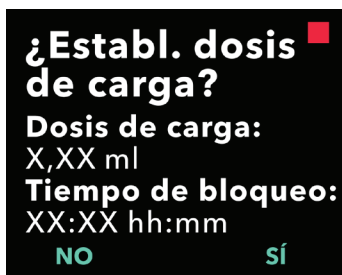 ¿Establ. dosis
de carga?
Dosis de carga:
X,XX ml
Tiempo de bloqueo:
XX:XX hh:mm
NO SÍ